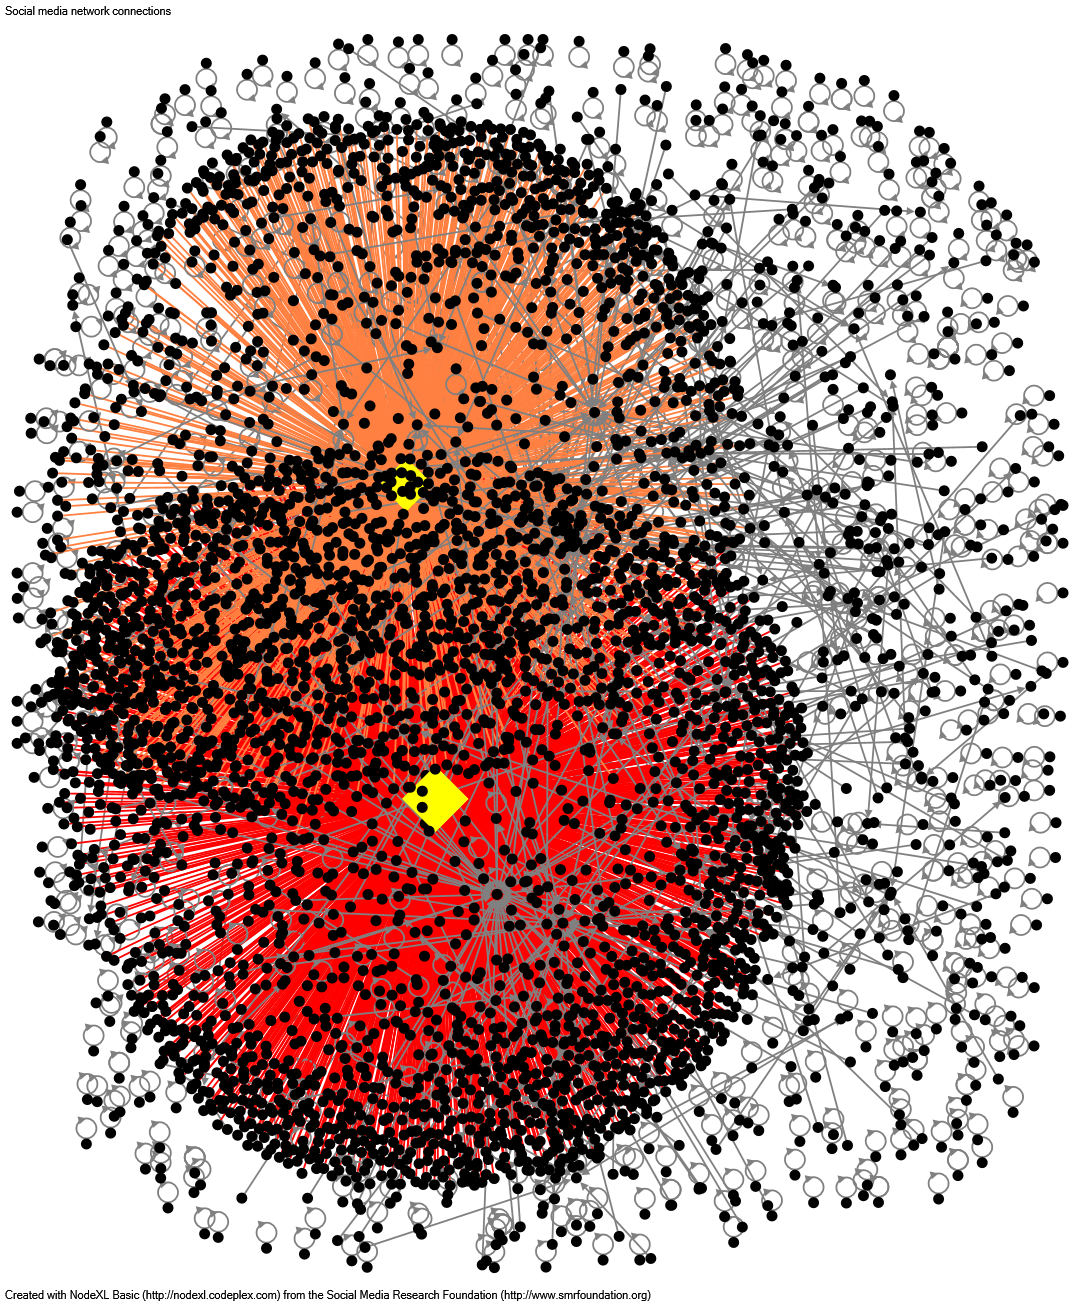 Social media network connections
Created with NodeXL Basic (http://nodexl.codeplex.com) from the Social Media Research Foundation (http://www.smrfoundation.org)